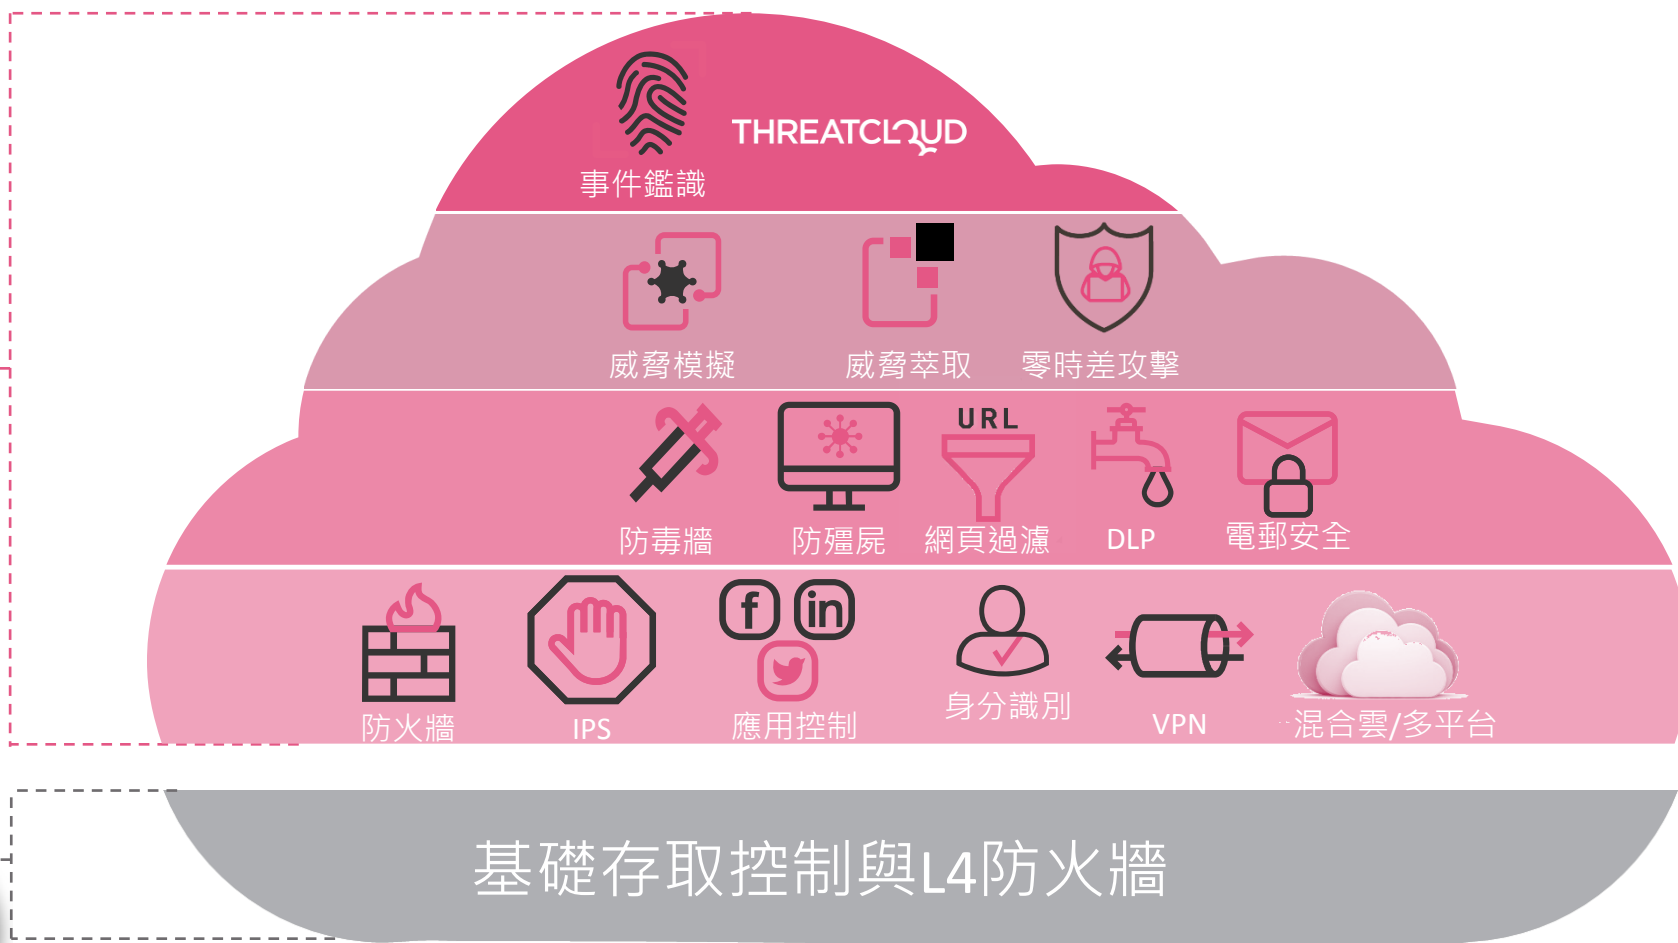 THREATCLOUD
事件鑑識
威脅模擬
威脅萃取
零時差攻擊
URL
防毒牆
防殭屍
網頁過濾
DLP
電郵安全
f
in
防火牆
IPS
應用控制
身分識別
VPN
混合雲/多平台
基礎存取控制與L4防火牆